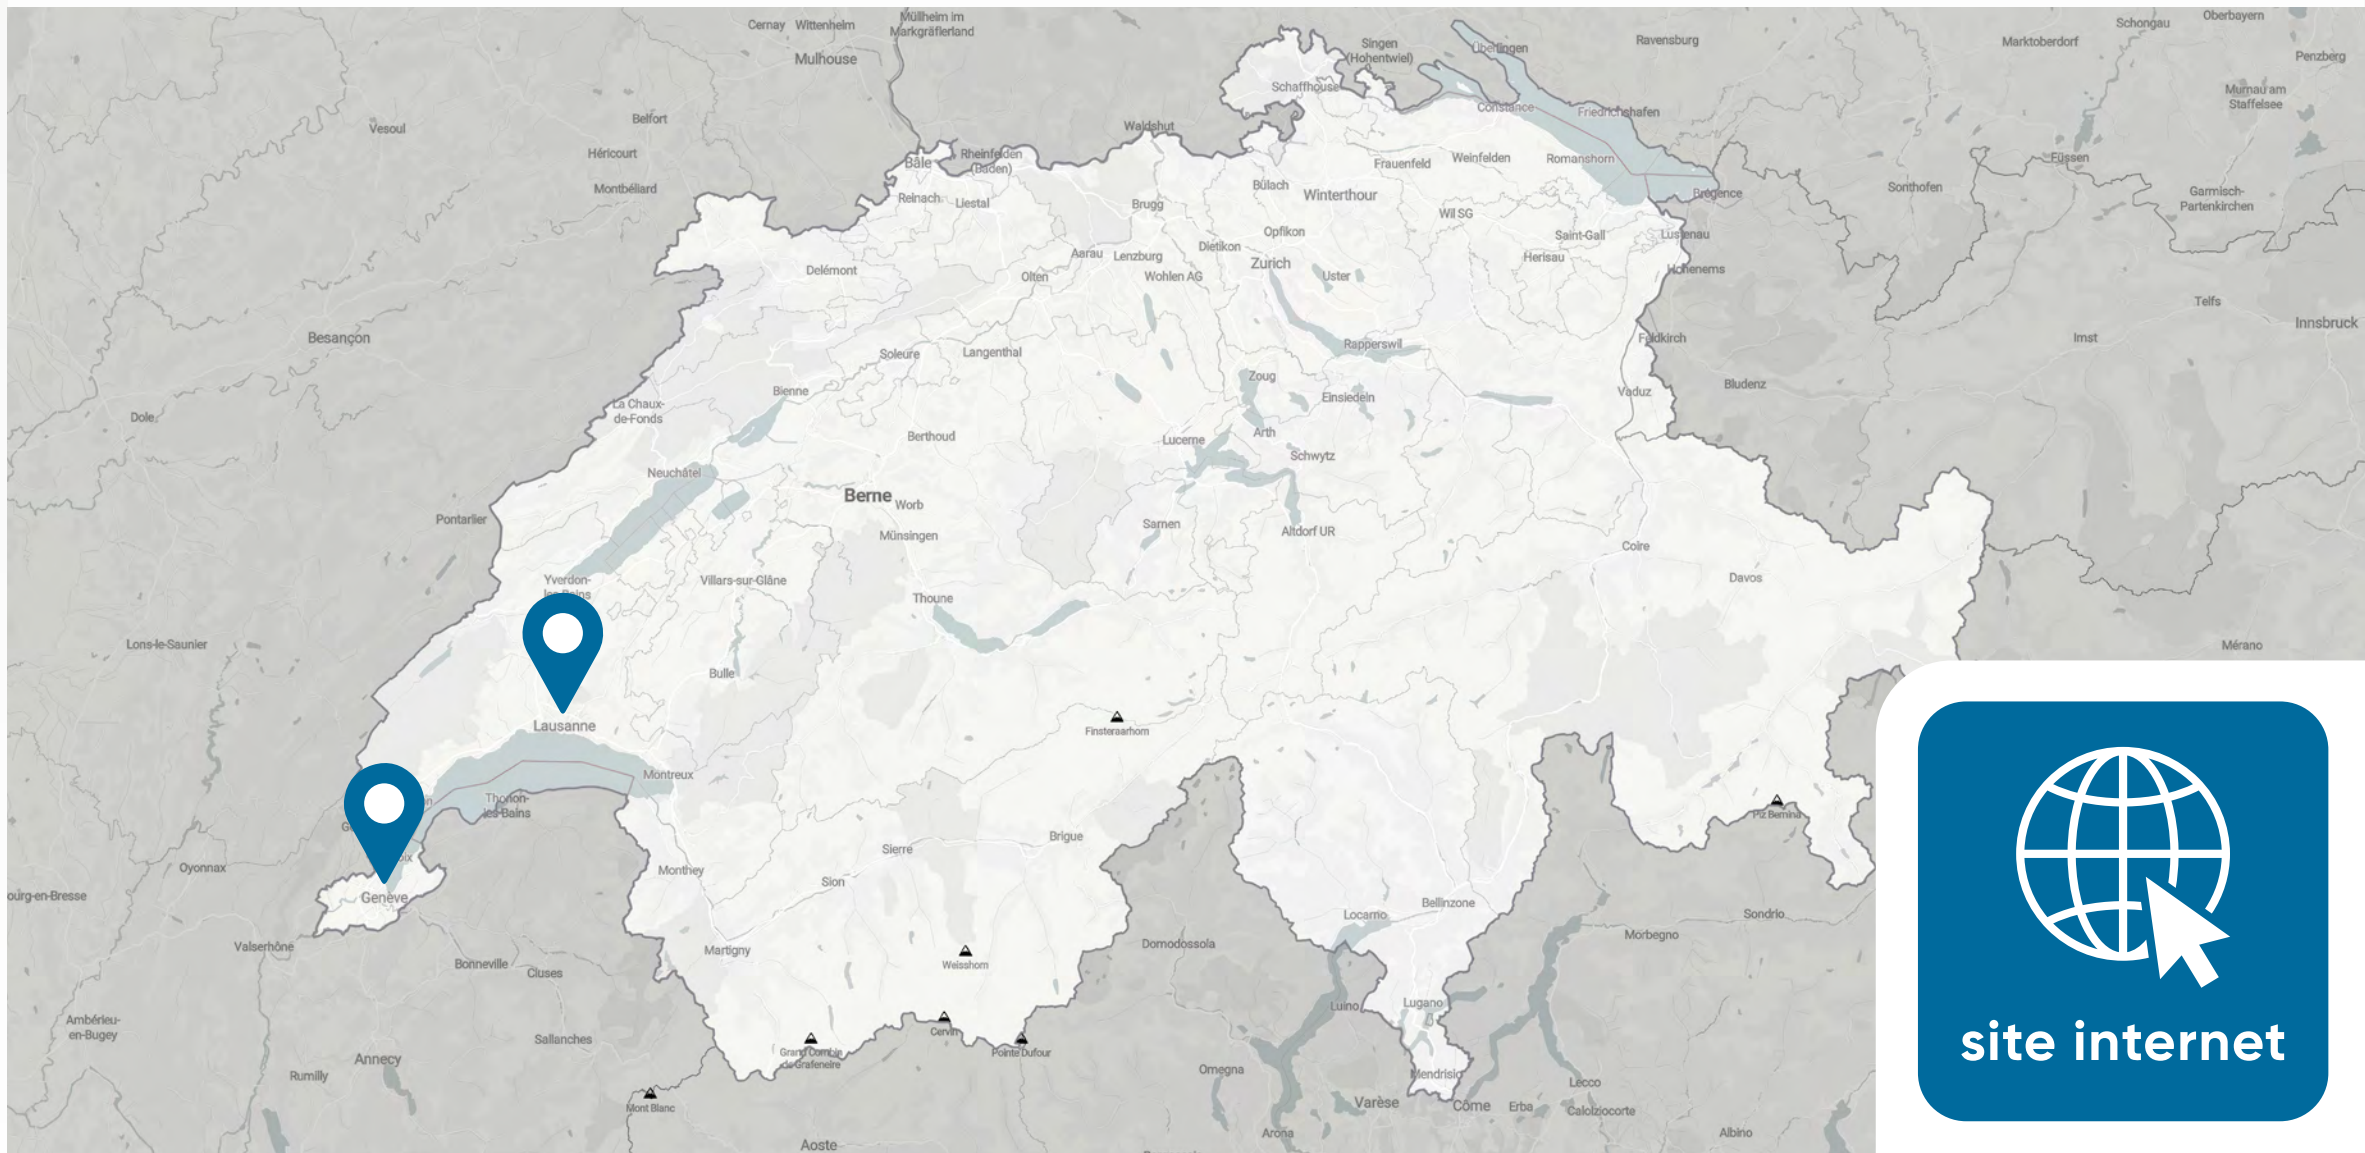 Cernay
Wittenheim
Müllheim im
Markgräflerland
Mulhouse
Singen
(Hohentwiel)
Überlingen
Ravensburg
Marktoberdorf
Schongau
Oberbayern
Penzberg
Murnau am
Staffelsee
Schaffhouse
Constance
Friedrichshafen
Vesoul
Belfort
Waldshut
Héricourt
Montbéliard
Bâle
Rheinfelden
(Baden)
Frauenfeld
Weinfelden
Romanshorn
Füssen
Sonthofen
Garmisch-
Partenkirchen
Brégence
Reinach
Liestal
Brugg
Bülach
Winterthour
Wil SG
Saint-Gall
Lustenau
Opfikon
Dietikon
Aarau
Lenzburg
Zurich
Herisau
Hohenems
Delémont
Olten
Wohlen AG
Uster
Telfs
Innsbruck
Imst
Besançon
Soleure
Langenthal
Rapperswil
Feldkirch
Bludenz
Vaduz
Zoug
Einsiedeln
Bienne
La Chaux-
de-Fonds
Dole
Berthoud
Lucerne
Arth
Schwytz
Neuchâtel
Berne
Worb
Münsingen
Sarnen
Altdorf UR
Pontarlier
Coire
Davos
Yverdon-
les-Bains
Villars-sur-Glâne
Thoune
Lons-le-Saunier
Mérano
Bulle
Lausanne
Finsteraarhorn
Montreux
Thonon-
les-Bains
Piz Bernina
Brigue
Sierre
Sion
Monthey
Oyonnax
ourg-en-Bresse
Genève
Bellinzone
Locarno
Sondrio
Morbegno
Domodossola
Valserhône
Martigny
Bonneville
Cluses
Weisshorn
Luino
Lugano
Ambérieu-
en-Bugey
Sallanches
Cervin
Grand Combin
de Grafeneire
Pointe Dufour
Annecy
Rumilly
Omegna
Mendrisio
Lecco
Mont Blanc
Varèse
Côme
Erba
Calolziocorte
Aoste
Arona
Albino
site internet